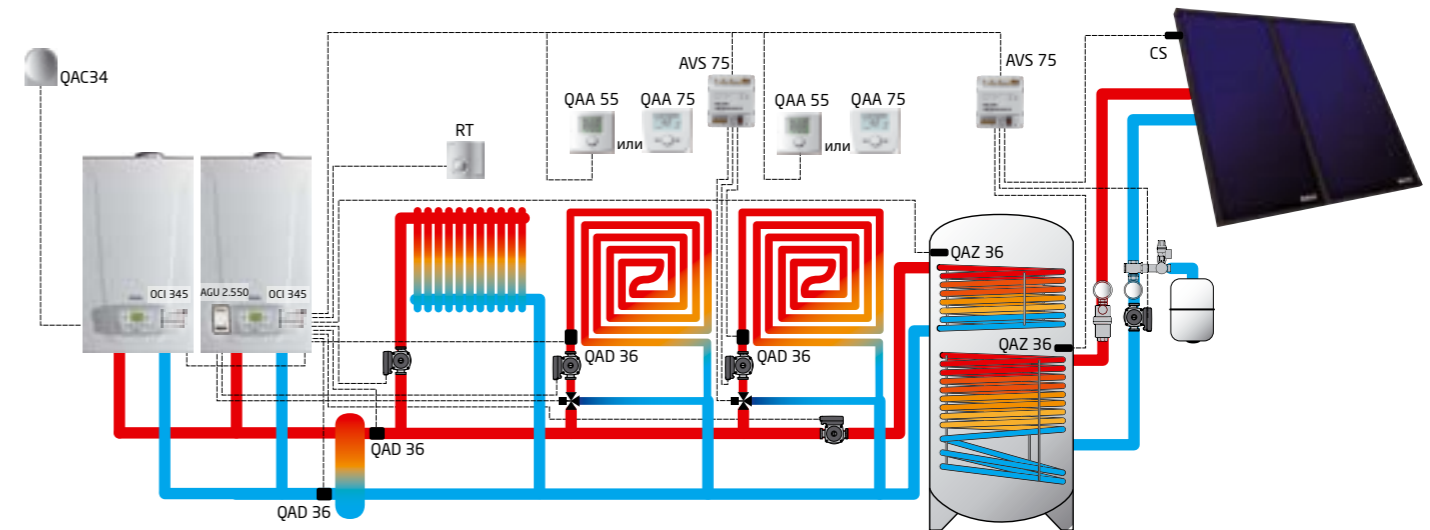 QAC34
RT
QAA 55
или
QAA 75
AVS 75
QAA 55
или
QAA 75
AVS 75
CS
OCI 345
AGU 2.550
OCI 345
QAD 36
QAD 36
QAZ 36
QAZ 36
QAD 36
QAD 36